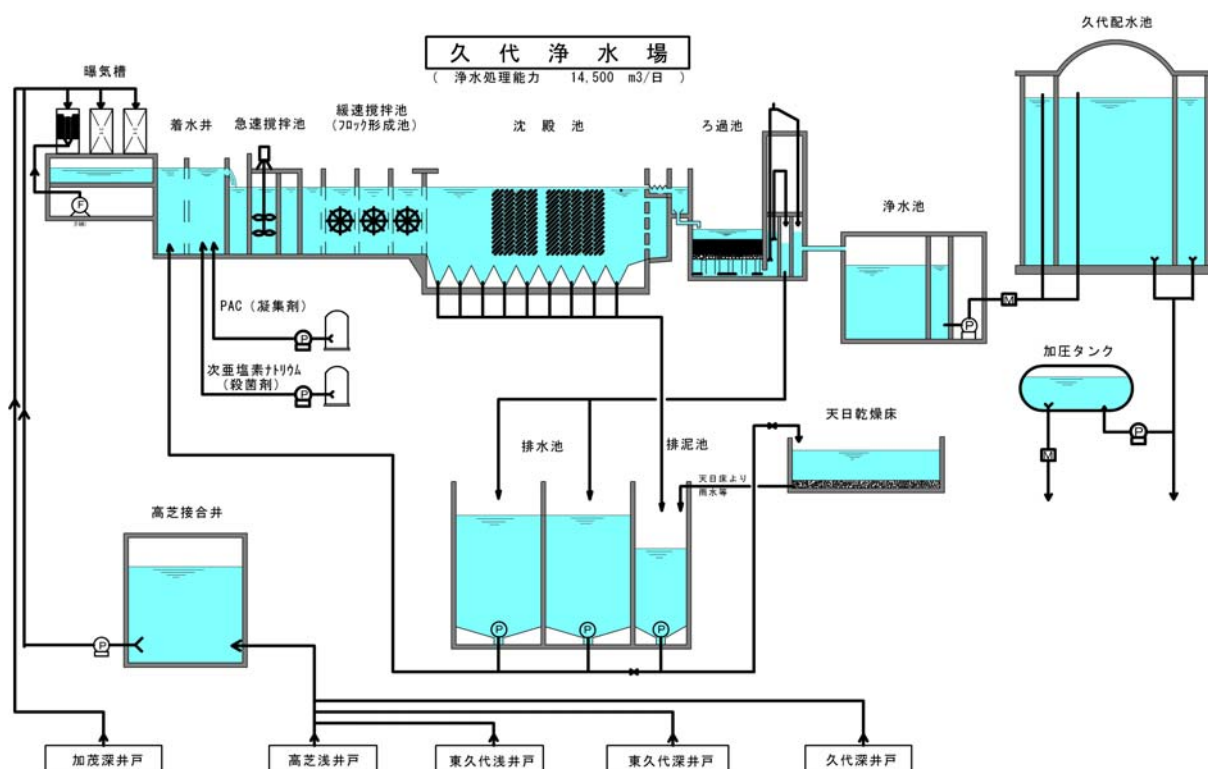 久代浄水場
( 浄水処理能力 14,500 m3/日 )
久代配水池
曝気槽
着水井
急速撹拌池
緩速撹拌池
(フロック形成池)
沈殿池
ろ過池
浄水池
F
PAC(凝集剤)
P
次亜塩素ナトリウム
(殺菌剤)
P
P
M
加圧タンク
P
M
天日乾燥床
排水池
排泥池
天日床より
雨水等
高芝接合井
P
P
P
P
加茂深井戸
高芝浅井戸
東久代浅井戸
東久代深井戸
久代深井戸